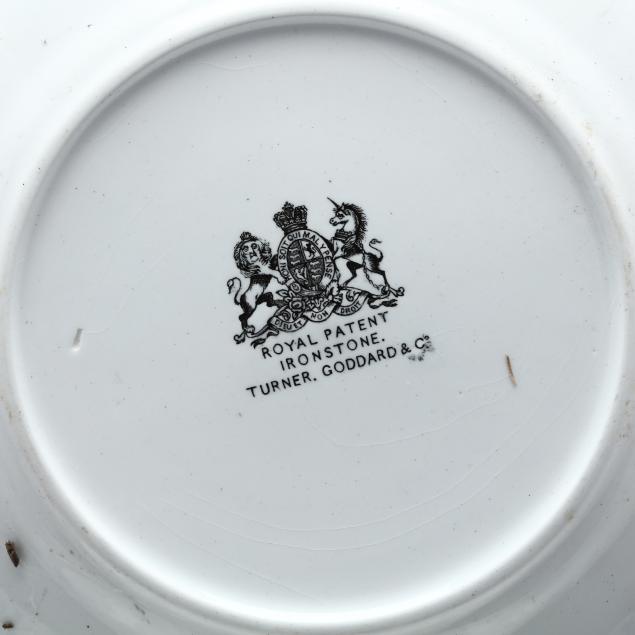 HONI SOIT QUI MAL Y PENSE
DIEU ET MON DROIT
ROYAL PATENT
IRONSTONE.
TURNER, GODDARD & Co